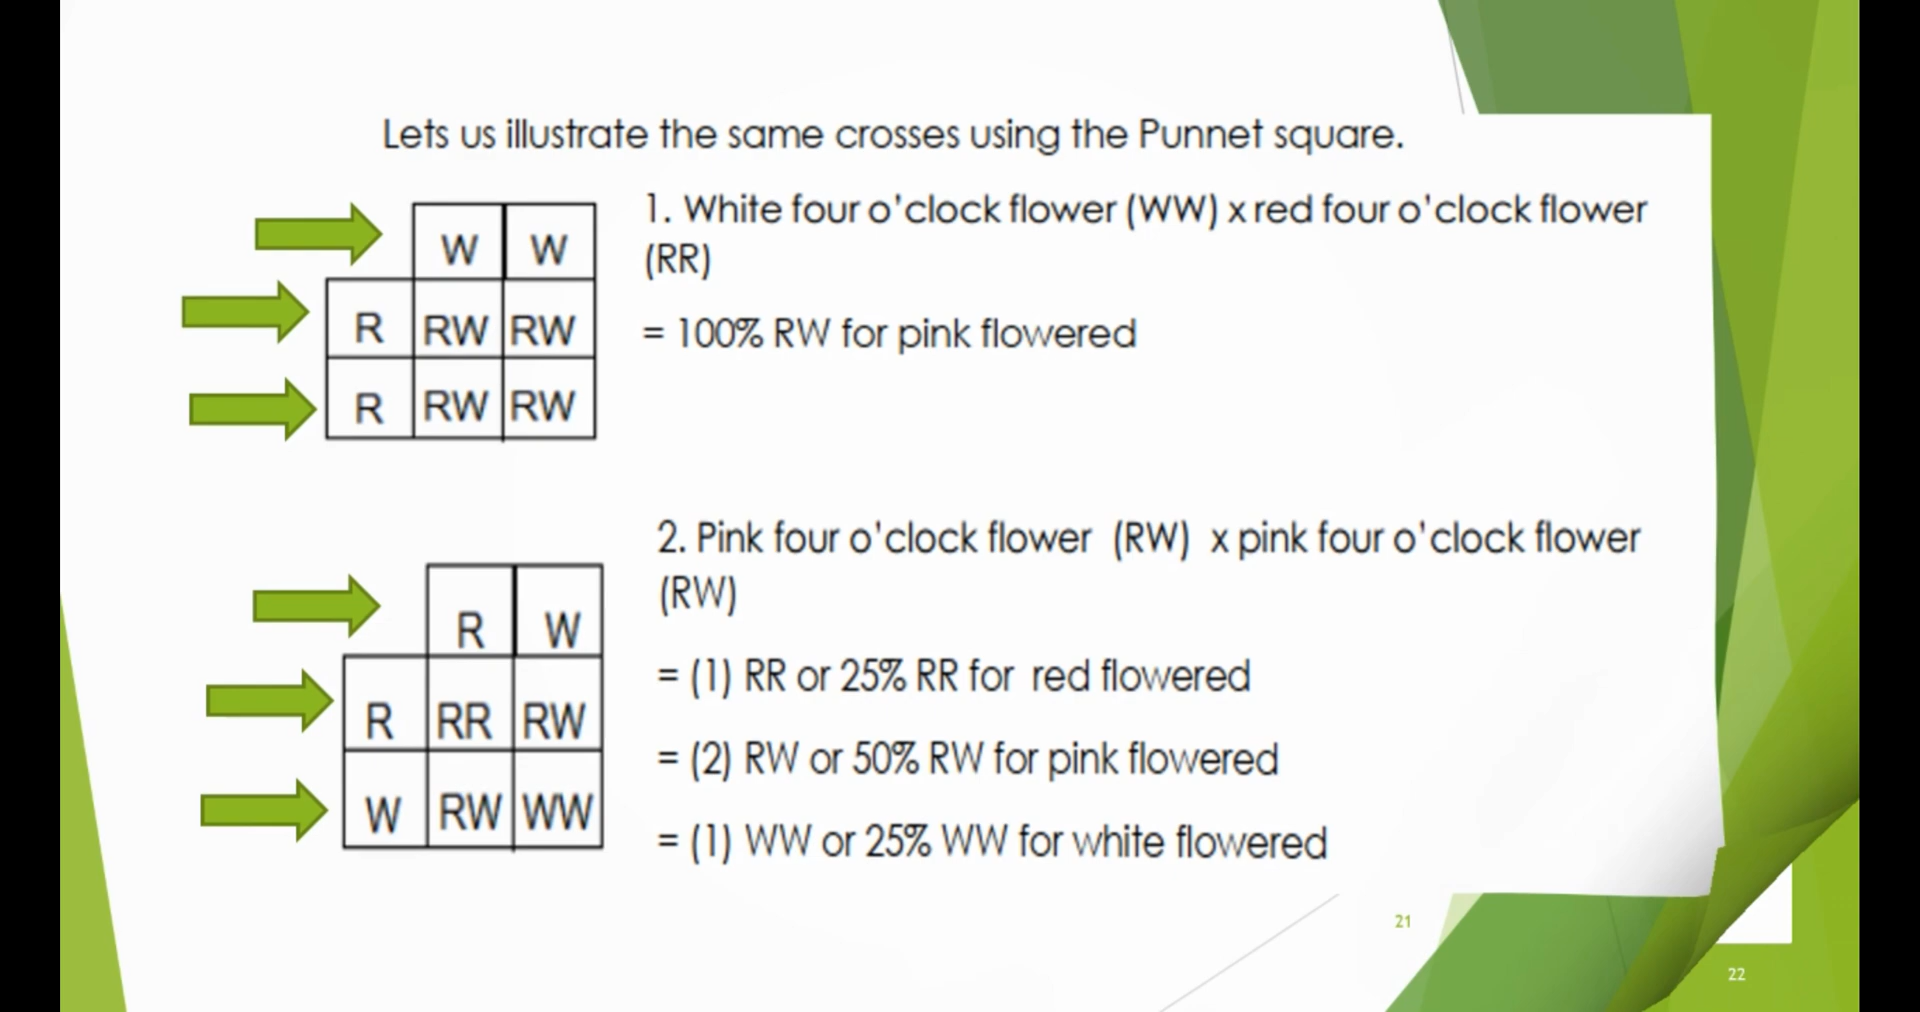 Lets us illustrate the same crosses using the Punnet square.
W W
R RW RW
R RW RW
1. White four o'clock flower (WW) x red four o'clock flower
(RR)
= 100% RW for pink flowered
R W
R RR RW
W RW WW
2. Pink four o'clock flower (RW) x pink four o'clock flower
(RW)
= (1) RR or 25% RR for red flowered
= (2) RW or 50% RW for pink flowered
= (1) WW or 25% WW for white flowered
21
22